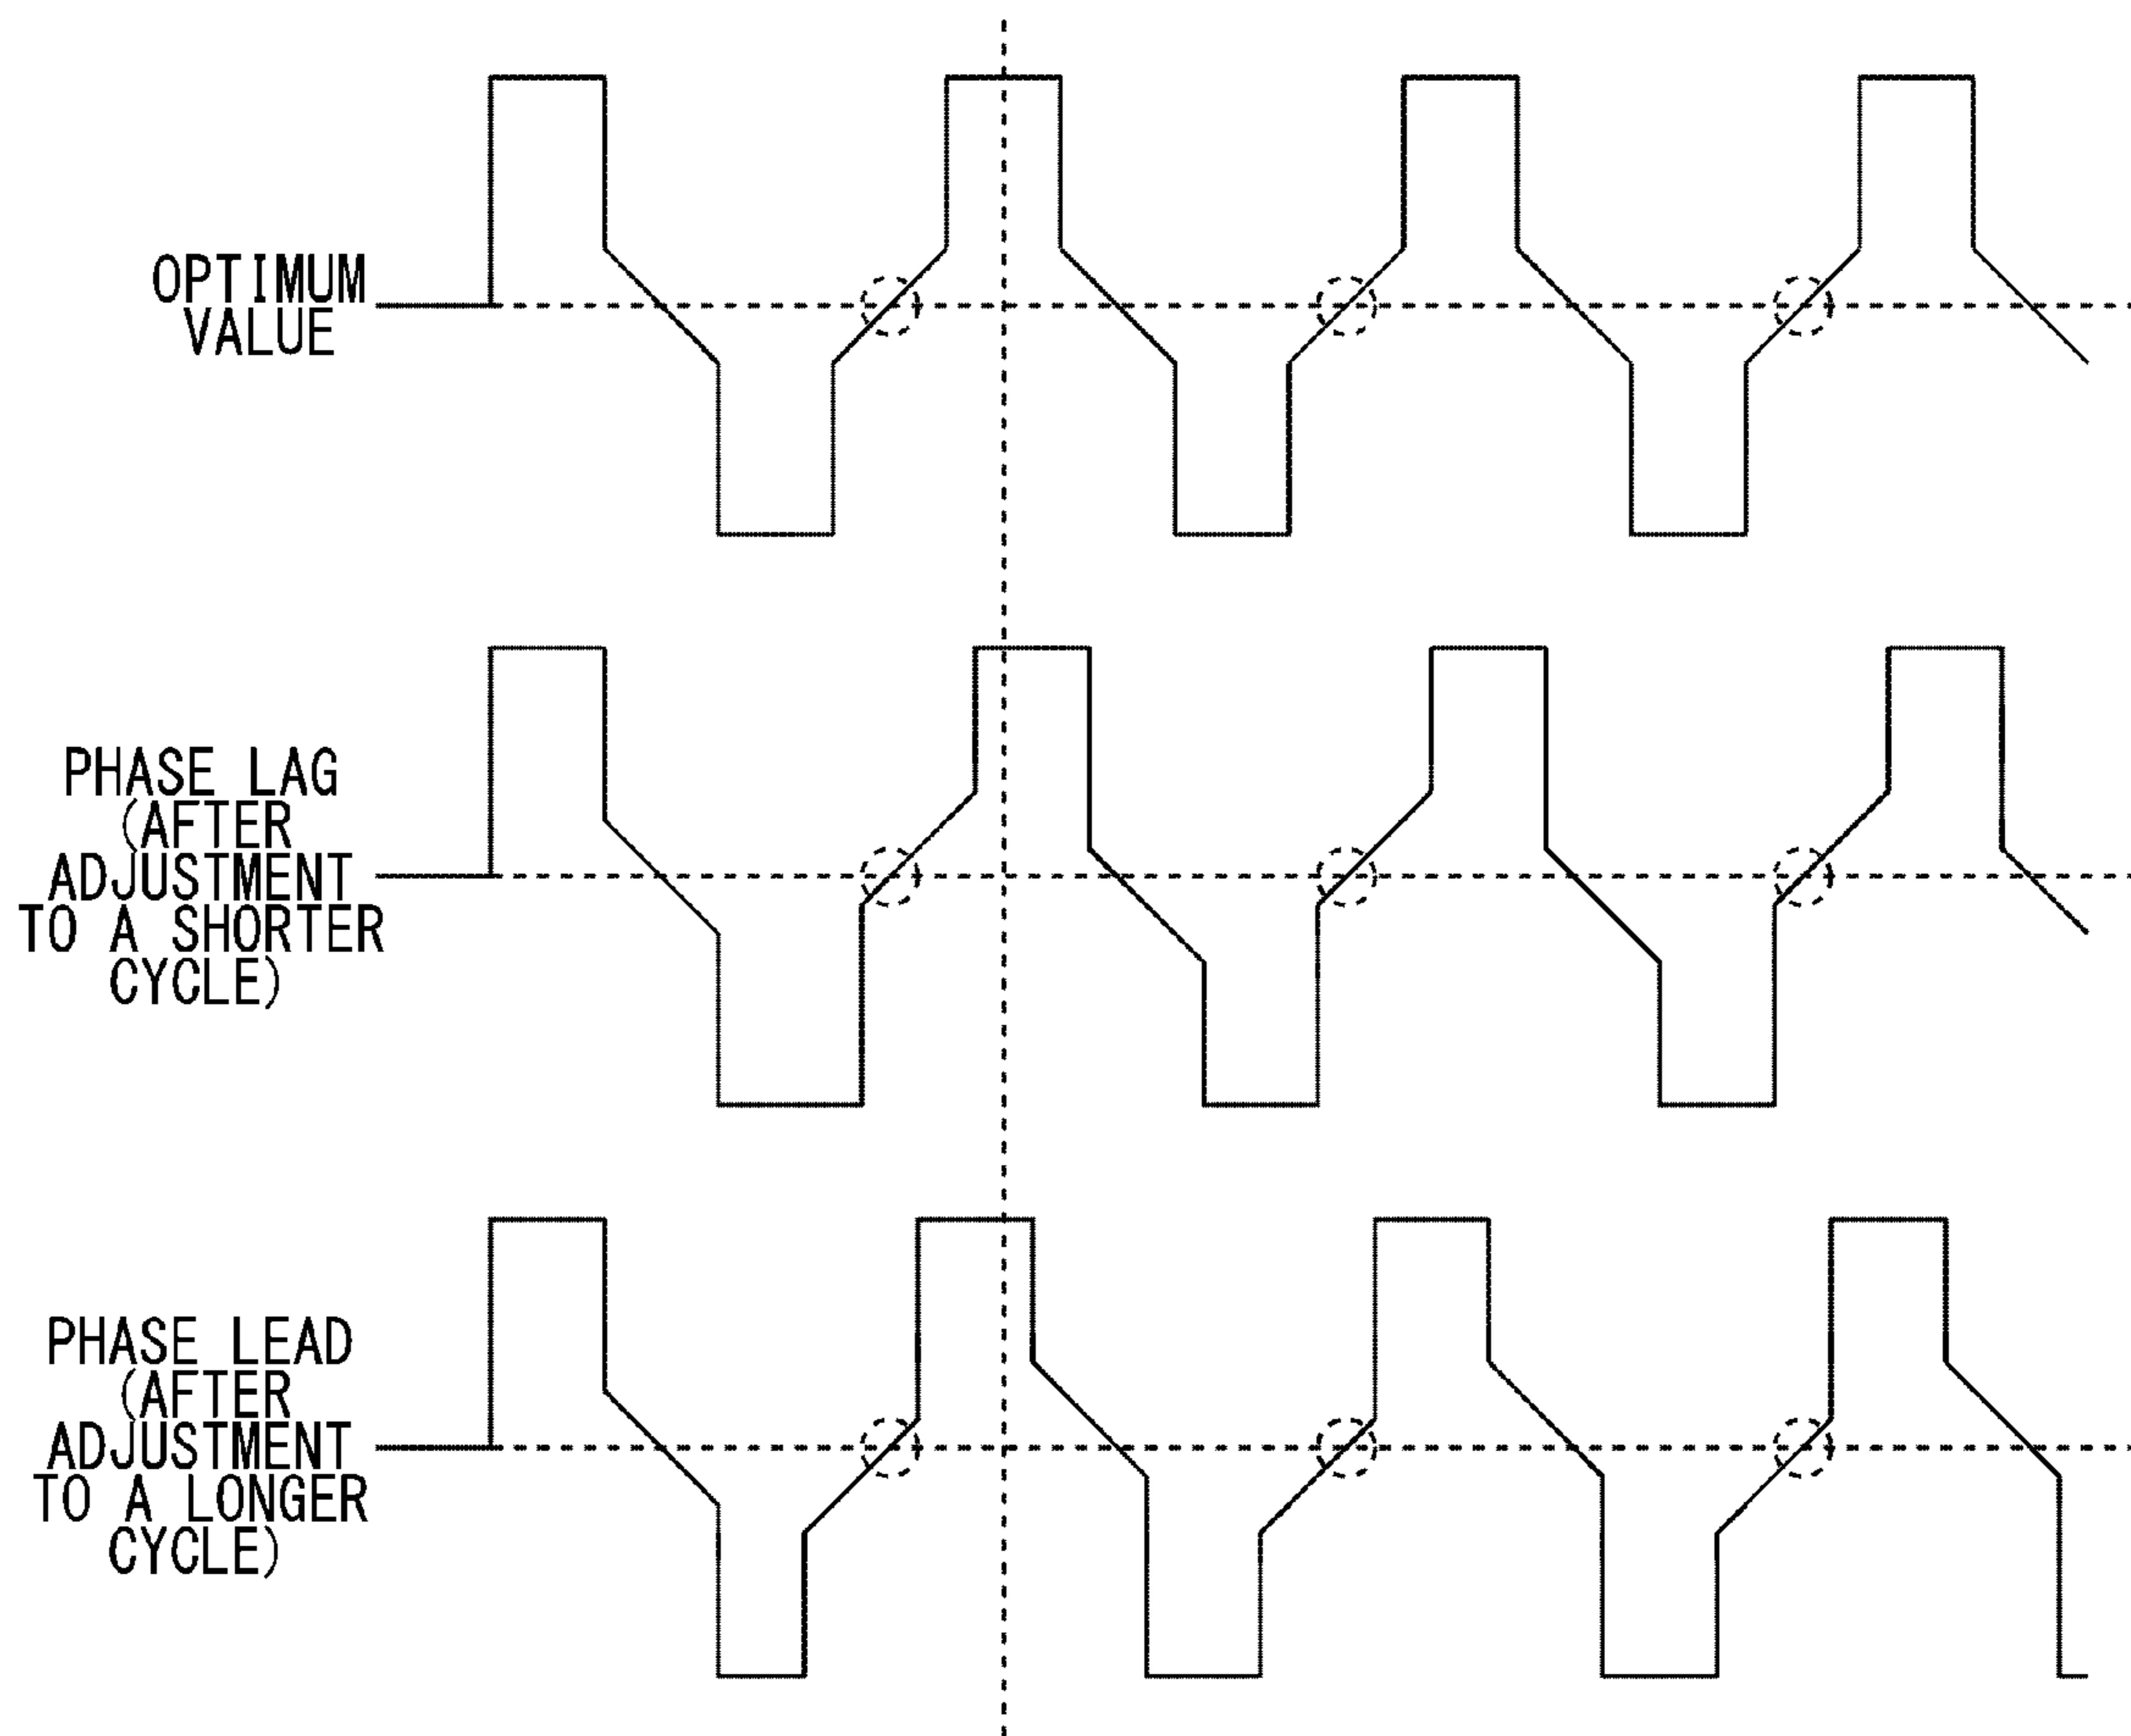 OPTIMUM
VALUE
PHASE LAG
(AFTER
ADJUSTMENT
TO A SHORTER
CYCLE)
PHASE LEAD
(AFTER
ADJUSTMENT
TO A LONGER
CYCLE)